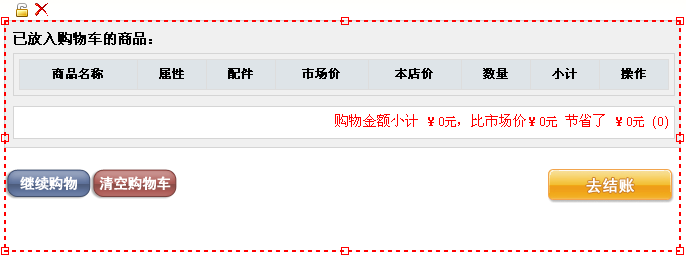 已放入购物车的商品：
商品名称 属性 配件 市场价 本店价 数量 小计 操作
购物金额小计 ￥0元，比市场价￥0元 节省了 ￥0元 (0)
继续购物 清空购物车 去结账